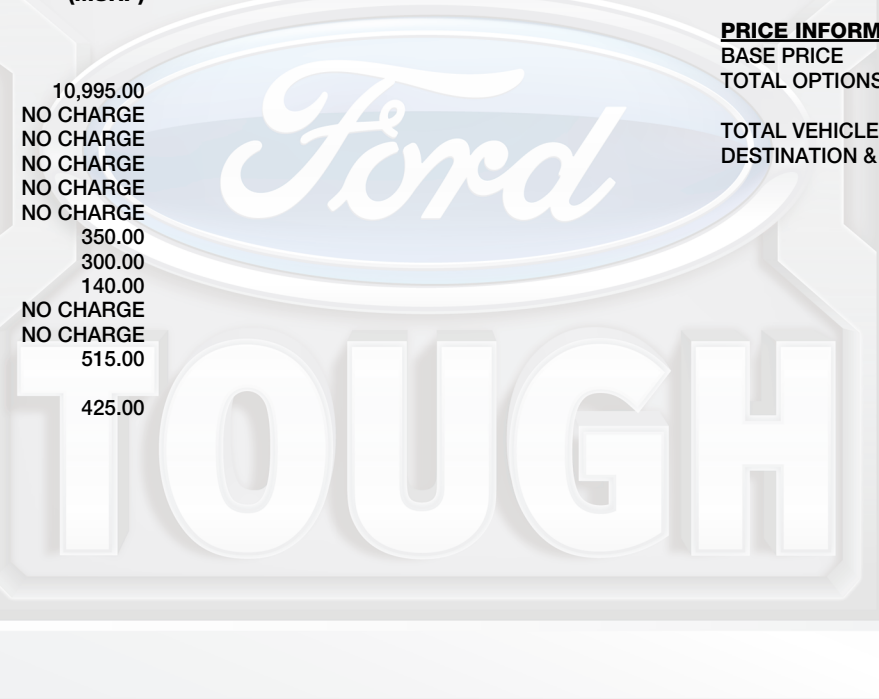 (MSRP)
10,995.00
NO CHARGE
NO CHARGE
NO CHARGE
NO CHARGE
NO CHARGE
350.00
300.00
140.00
NO CHARGE
NO CHARGE
515.00
425.00
PRICE INFORM
BASE PRICE
TOTAL OPTIONS
TOTAL VEHICLE
DESTINATION &
Ford
TOUGH